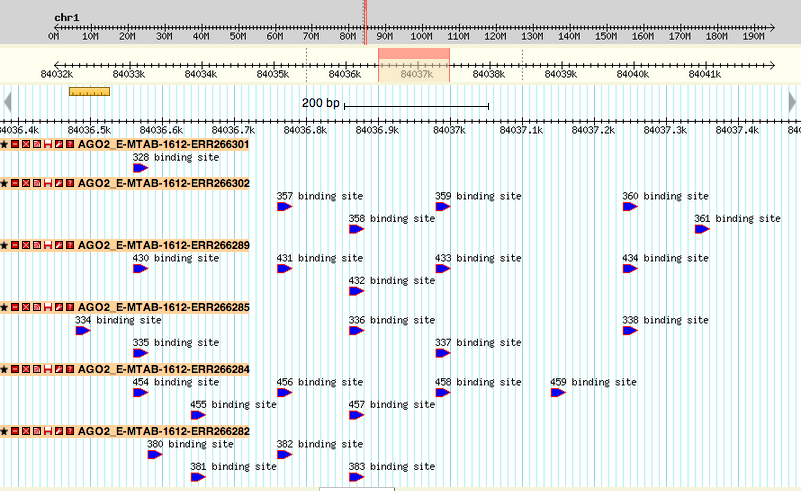 chr1
0M 10M 20M 30M 40M 50M 60M 70M 80M 90M 100M 110M 120M 130M 140M 150M 160M 170M 180M 190M
84032k 84033k 84034k 84035k 84036k 84037k 84038k 84039k 84040k 84041k
200 bp
84036.4k 84036.5k 84036.6k 84036.7k 84036.8k 84036.9k 84037k 84037.1k 84037.2k 84037.3k 84037.4k
AGO2_E-MTAB-1612-ERR266301
328 binding site
AGO2_E-MTAB-1612-ERR266302
357 binding site 359 binding site 360 binding site
358 binding site 361 binding site
AGO2_E-MTAB-1612-ERR266289
430 binding site 431 binding site 433 binding site 434 binding site
432 binding site
AGO2_E-MTAB-1612-ERR266285
334 binding site 336 binding site 338 binding site
335 binding site 337 binding site
AGO2_E-MTAB-1612-ERR266284
454 binding site 456 binding site 458 binding site 459 binding site
455 binding site 457 binding site
AGO2_E-MTAB-1612-ERR266282
380 binding site 382 binding site
381 binding site 383 binding site